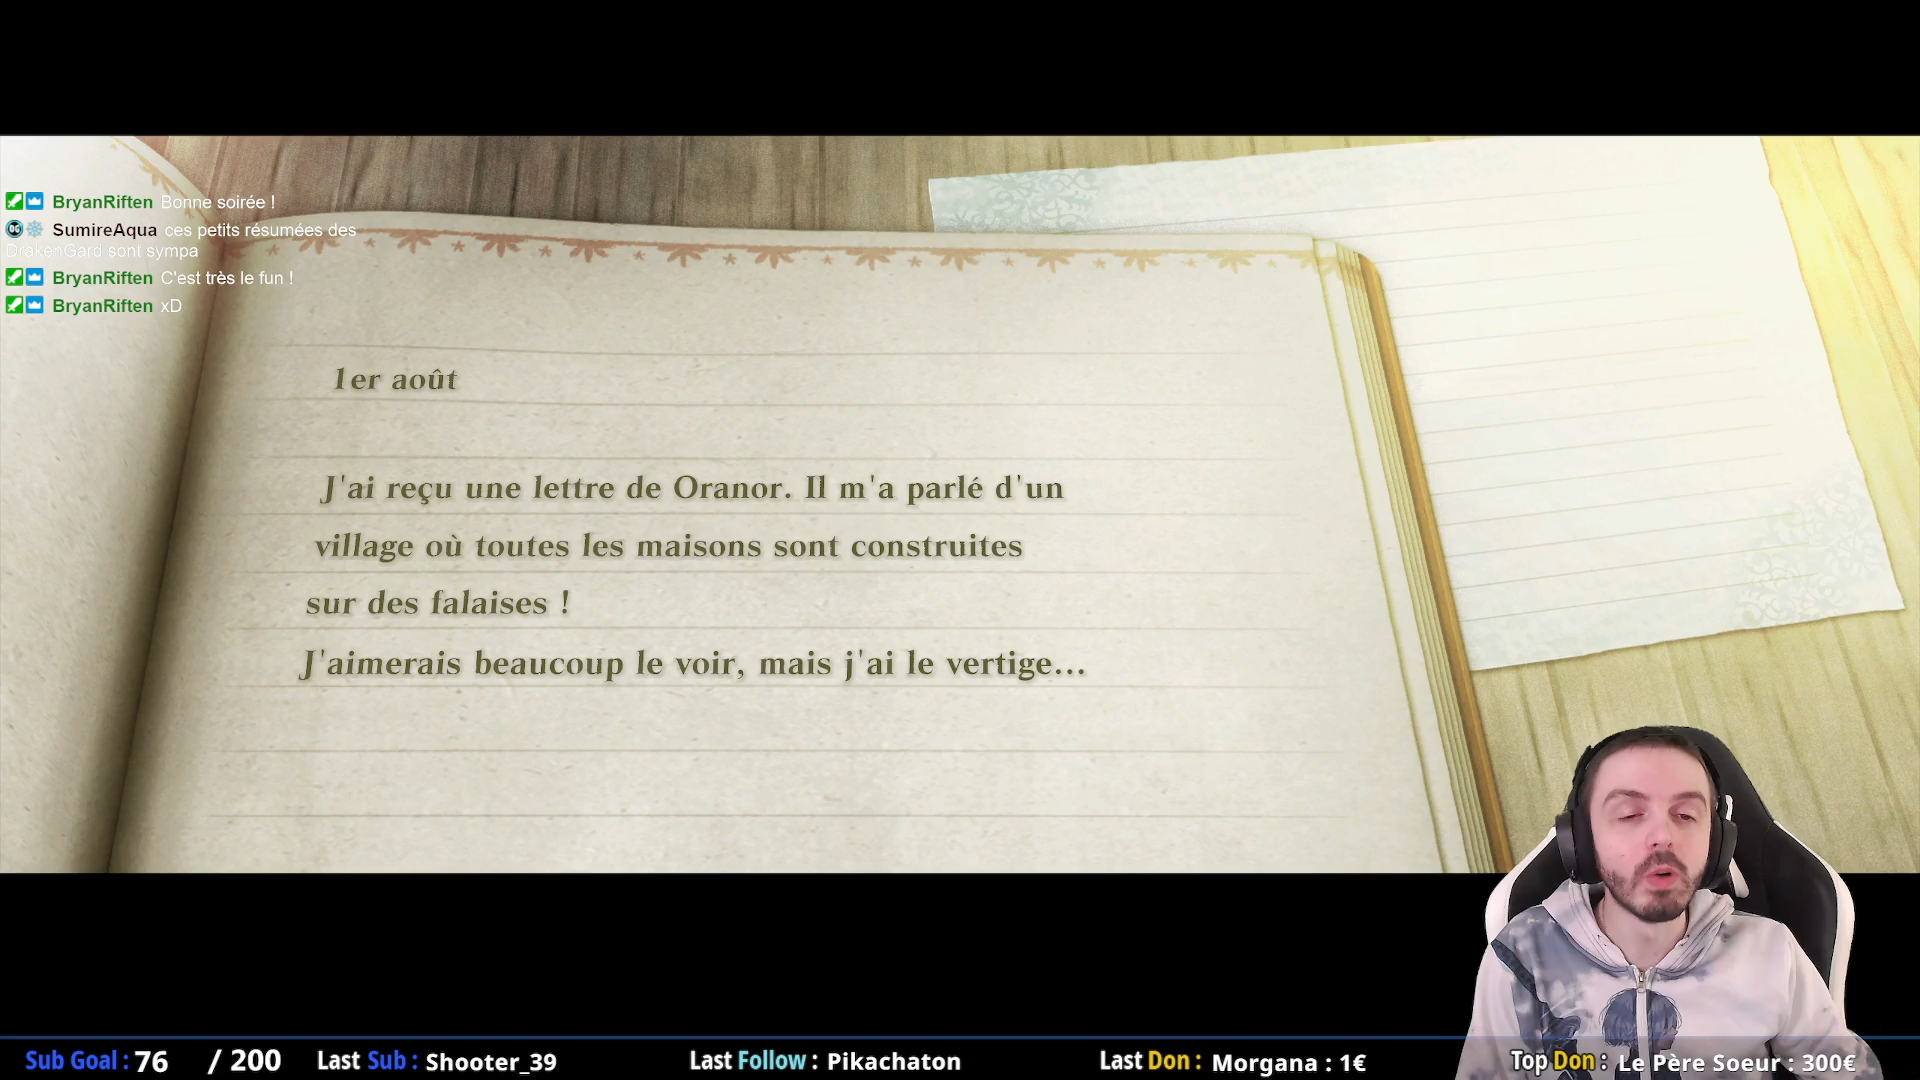 BryanRiften Bonne soirée !
SumireAqua ces petits résumées des
DrakenGard sont sympa
BryanRiften C'est très le fun !
BryanRiften xD
1er août
J'ai reçu une lettre de Oranor. Il m'a parlé d'un
village où toutes les maisons sont construites
sur des falaises !
J'aimerais beaucoup le voir, mais j'ai le vertige...
Sub Goal : 76 / 200 Last Sub : Shooter_39 Last Follow : Pikachaton Last Don : Morgana : 1€ Top Don : Le Père Soeur : 300€